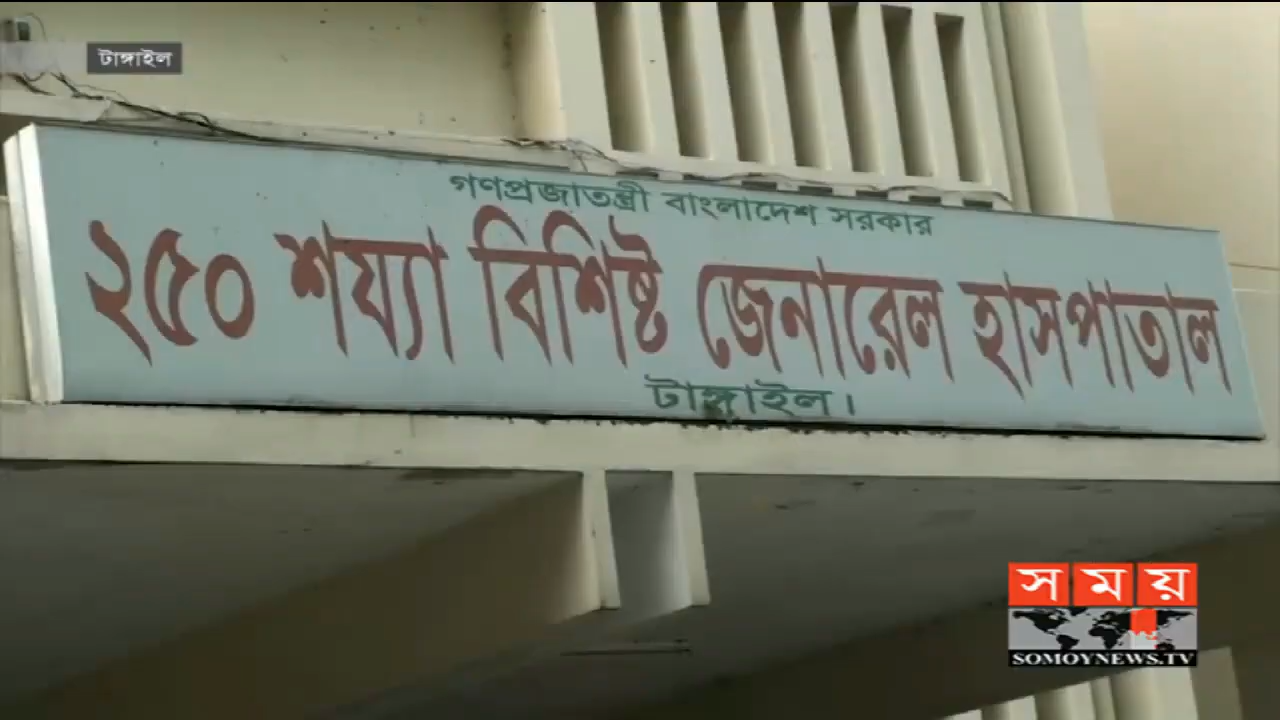 টাঙ্গাইল
গণপ্রজাতন্ত্রী বাংলাদেশ সরকার
২৫০ শয্যা বিশিষ্ট জেনারেল হাসপাতাল
টাঙ্গাইল।
সময়
SOMOYNEWS.TV